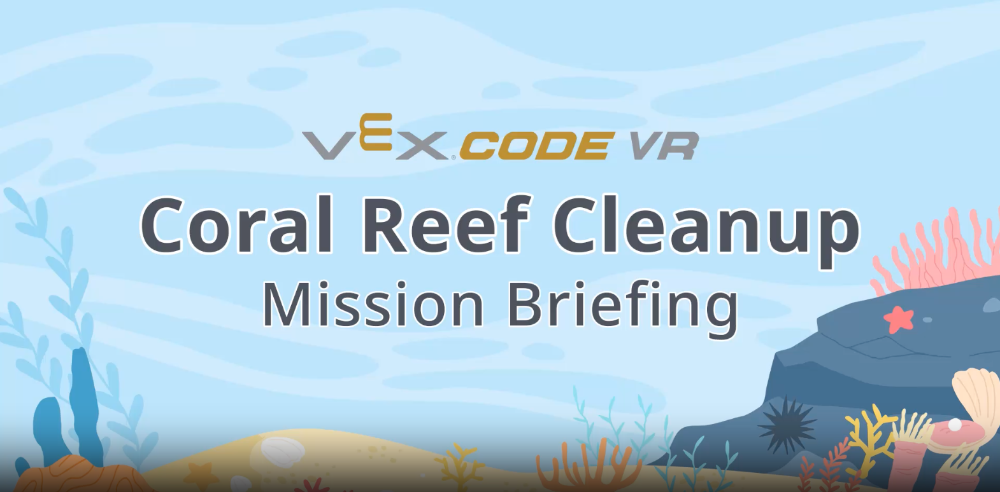 VEX CODE VR
Coral Reef Cleanup
Mission Briefing